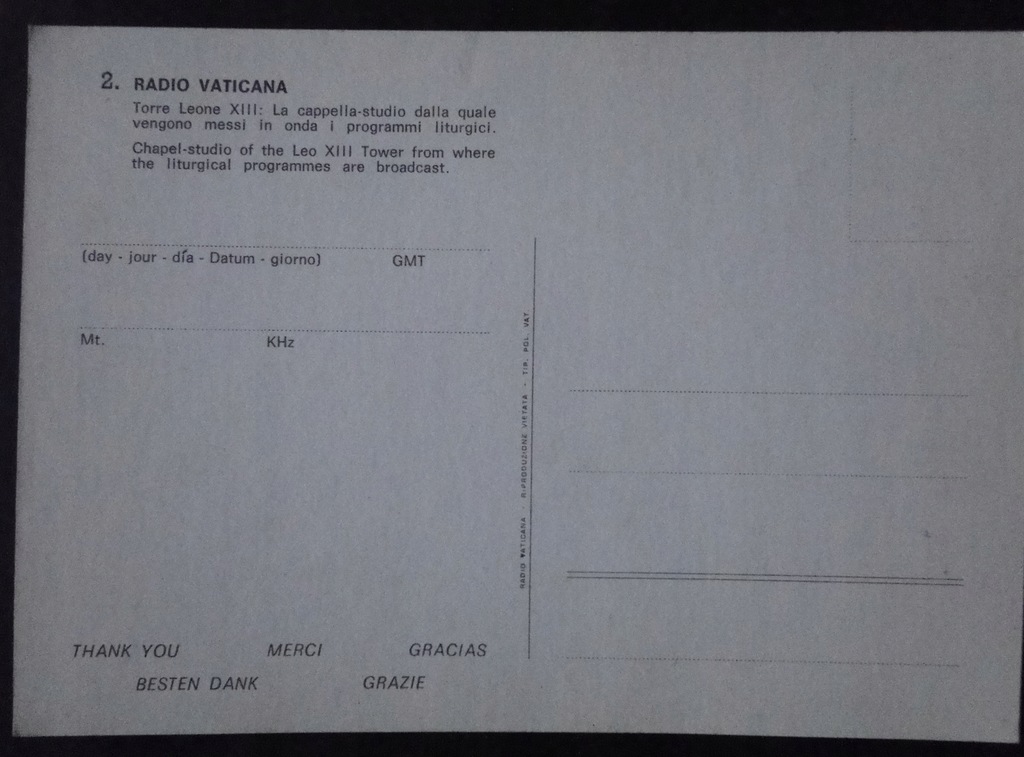 2. RADIO VATICANA
Torre Leone XIII: La cappella-studio dalla quale
vengono messi in onda i programmi liturgici.
Chapel-studio of the Leo XIII Tower from where
the liturgical programmes are broadcast.
(day - jour - día - Datum - giorno) GMT
Mt. KHz
THANK YOU MERCI GRACIAS
BESTEN DANK GRAZIE
RADIO VATICANA - RIPRODUZIONE VIETATA - TIP. POL. VAT.